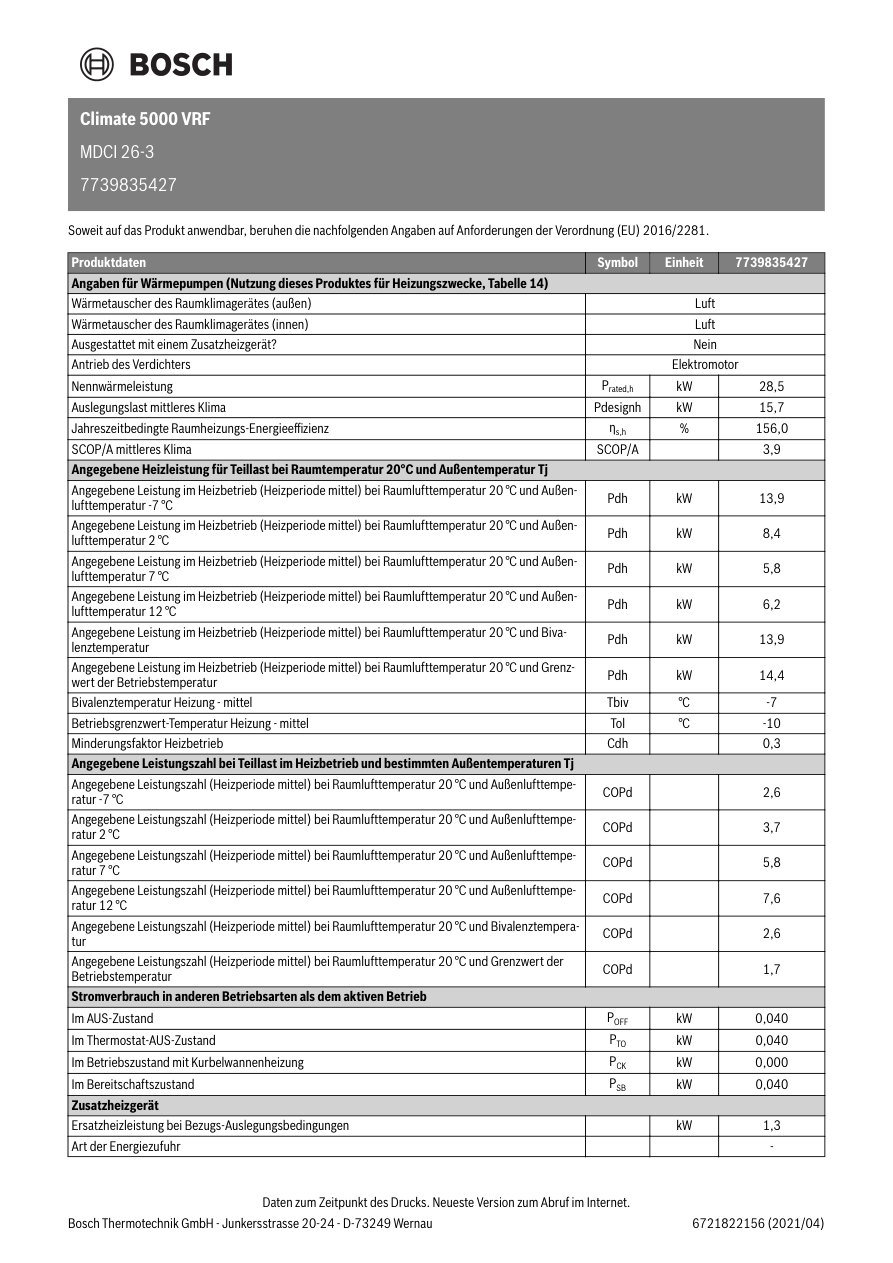 BOSCH
Climate 5000 VRF
MDCI 26-3
7739835427
Soweit auf das Produkt anwendbar, beruhen die nachfolgenden Angaben auf Anforderungen der Verordnung (EU) 2016/2281.
Produktdaten Symbol Einheit 7739835427
Angaben für Wärmepumpen (Nutzung dieses Produktes für Heizungszwecke, Tabelle 14)
Wärmetauscher des Raumklimagerätes (außen) Luft
Wärmetauscher des Raumklimagerätes (innen) Luft
Ausgestattet mit einem Zusatzheizgerät? Nein
Antrieb des Verdichters Elektromotor
Nennwärmeleistung Prated,h kW 28,5
Auslegungslast mittleres Klima Pdesignh kW 15,7
Jahreszeitbedingte Raumheizungs-Energieeffizienz ηs,h % 156,0
SCOP/A mittleres Klima SCOP/A 3,9
Angegebene Heizleistung für Teillast bei Raumtemperatur 20°C und Außentemperatur Tj
Angegebene Leistung im Heizbetrieb (Heizperiode mittel) bei Raumlufttemperatur 20 °C und Außen-
lufttemperatur -7 °C Pdh kW 13,9
Angegebene Leistung im Heizbetrieb (Heizperiode mittel) bei Raumlufttemperatur 20 °C und Außen-
lufttemperatur 2 °C Pdh kW 8,4
Angegebene Leistung im Heizbetrieb (Heizperiode mittel) bei Raumlufttemperatur 20 °C und Außen-
lufttemperatur 7 °C Pdh kW 5,8
Angegebene Leistung im Heizbetrieb (Heizperiode mittel) bei Raumlufttemperatur 20 °C und Außen-
lufttemperatur 12 °C Pdh kW 6,2
Angegebene Leistung im Heizbetrieb (Heizperiode mittel) bei Raumlufttemperatur 20 °C und Biva-
lenztemperatur Pdh kW 13,9
Angegebene Leistung im Heizbetrieb (Heizperiode mittel) bei Raumlufttemperatur 20 °C und Grenz-
wert der Betriebstemperatur Pdh kW 14,4
Bivalenztemperatur Heizung - mittel Tbiv °C -7
Betriebsgrenzwert-Temperatur Heizung - mittel Tol °C -10
Minderungsfaktor Heizbetrieb Cdh 0,3
Angegebene Leistungszahl bei Teillast im Heizbetrieb und bestimmten Außentemperaturen Tj
Angegebene Leistungszahl (Heizperiode mittel) bei Raumlufttemperatur 20 °C und Außenlufttempe-
ratur -7 °C COPd 2,6
Angegebene Leistungszahl (Heizperiode mittel) bei Raumlufttemperatur 20 °C und Außenlufttempe-
ratur 2 °C COPd 3,7
Angegebene Leistungszahl (Heizperiode mittel) bei Raumlufttemperatur 20 °C und Außenlufttempe-
ratur 7 °C COPd 5,8
Angegebene Leistungszahl (Heizperiode mittel) bei Raumlufttemperatur 20 °C und Außenlufttempe-
ratur 12 °C COPd 7,6
Angegebene Leistungszahl (Heizperiode mittel) bei Raumlufttemperatur 20 °C und Bivalenztempera-
tur COPd 2,6
Angegebene Leistungszahl (Heizperiode mittel) bei Raumlufttemperatur 20 °C und Grenzwert der
Betriebstemperatur COPd 1,7
Stromverbrauch in anderen Betriebsarten als dem aktiven Betrieb
Im AUS-Zustand POFF kW 0,040
Im Thermostat-AUS-Zustand PTO kW 0,040
Im Betriebszustand mit Kurbelwannenheizung PCK kW 0,000
Im Bereitschaftszustand PSB kW 0,040
Zusatzheizgerät
Ersatzheizleistung bei Bezugs-Auslegungsbedingungen kW 1,3
Art der Energiezufuhr -
Daten zum Zeitpunkt des Drucks. Neueste Version zum Abruf im Internet.
Bosch Thermotechnik GmbH - Junkersstrasse 20-24 - D-73249 Wernau 6721822156 (2021/04)